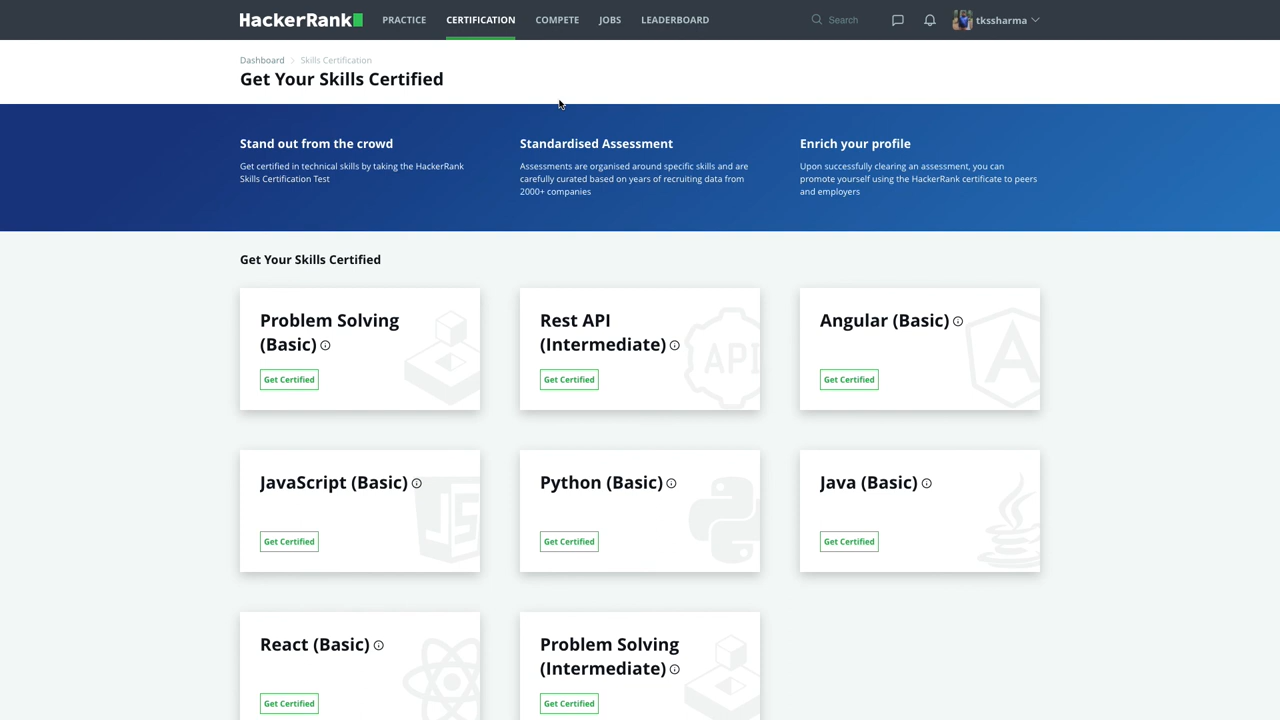 HackerRank PRACTICE CERTIFICATION COMPETE JOBS LEADERBOARD Search tkssharma
Dashboard Skills Certification
Get Your Skills Certified
Stand out from the crowd
Get certified in technical skills by taking the HackerRank
Skills Certification Test
Standardised Assessment
Assessments are organised around specific skills and are
carefully curated based on years of recruiting data from
2000+ companies
Enrich your profile
Upon successfully clearing an assessment, you can
promote yourself using the HackerRank certificate to peers
and employers
Get Your Skills Certified
Problem Solving
(Basic)
Get Certified
Rest API
(Intermediate)
API
Get Certified
Angular (Basic)
A
Get Certified
JavaScript (Basic)
JS
Get Certified
Python (Basic)
Get Certified
Java (Basic)
Get Certified
React (Basic)
Get Certified
Problem Solving
(Intermediate)
Get Certified